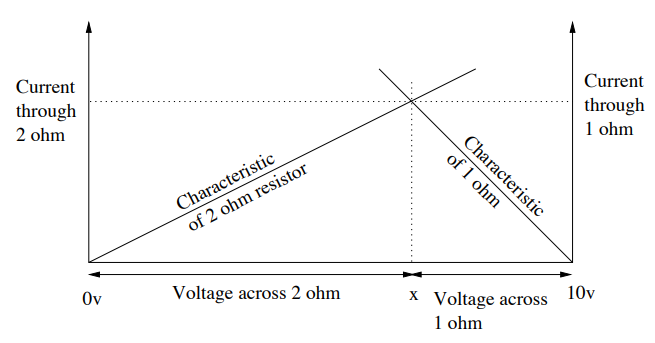 Current
through
2 ohm
Current
through
1 ohm
Characteristic
of 2 ohm resistor
Characteristic
of 1 ohm
0v
Voltage across 2 ohm
x
Voltage across
1 ohm
10v